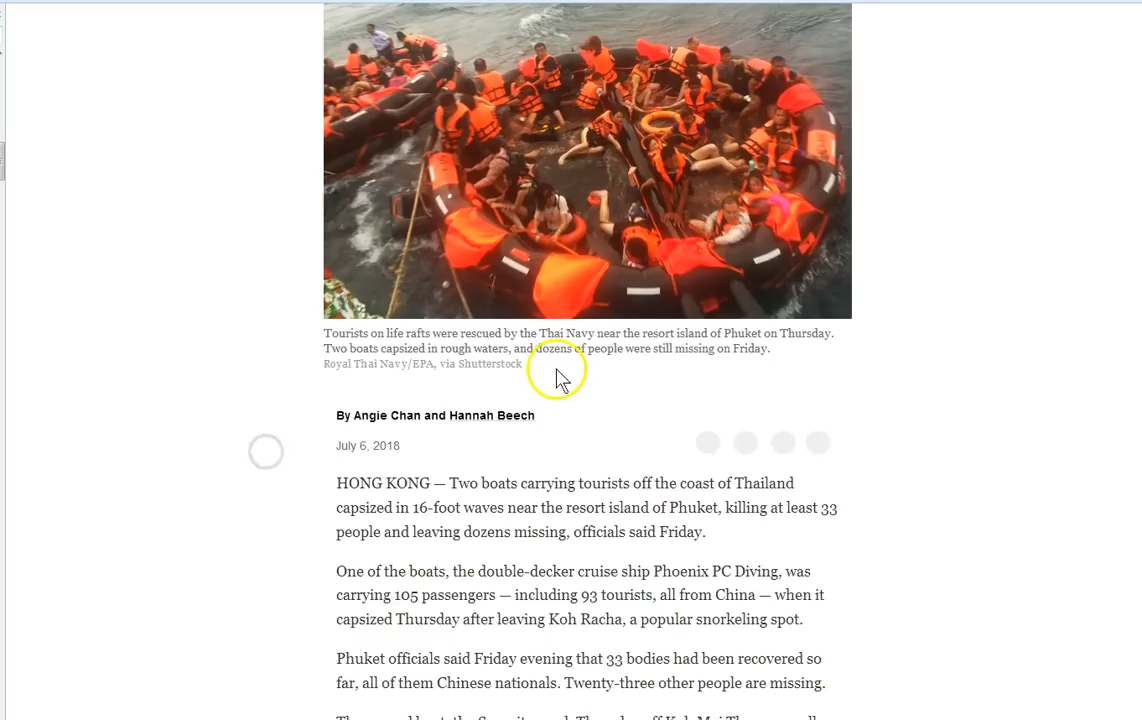 Tourists on life rafts were rescued by the Thai Navy near the resort island of Phuket on Thursday.
Two boats capsized in rough waters, and dozens of people were still missing on Friday.
Royal Thai Navy/EPA, via Shutterstock
By Angie Chan and Hannah Beech
July 6, 2018
HONG KONG — Two boats carrying tourists off the coast of Thailand
capsized in 16-foot waves near the resort island of Phuket, killing at least 33
people and leaving dozens missing, officials said Friday.
One of the boats, the double-decker cruise ship Phoenix PC Diving, was
carrying 105 passengers — including 93 tourists, all from China — when it
capsized Thursday after leaving Koh Racha, a popular snorkeling spot.
Phuket officials said Friday evening that 33 bodies had been recovered so
far, all of them Chinese nationals. Twenty-three other people are missing.